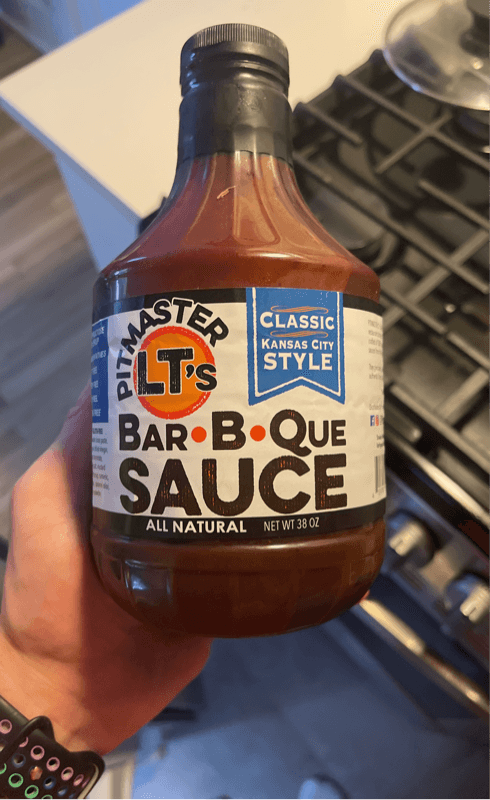 PITMASTER
LT's
CLASSIC
KANSAS CITY
STYLE
BAR•B•QUE
SAUCE
ALL NATURAL NET WT 38 OZ